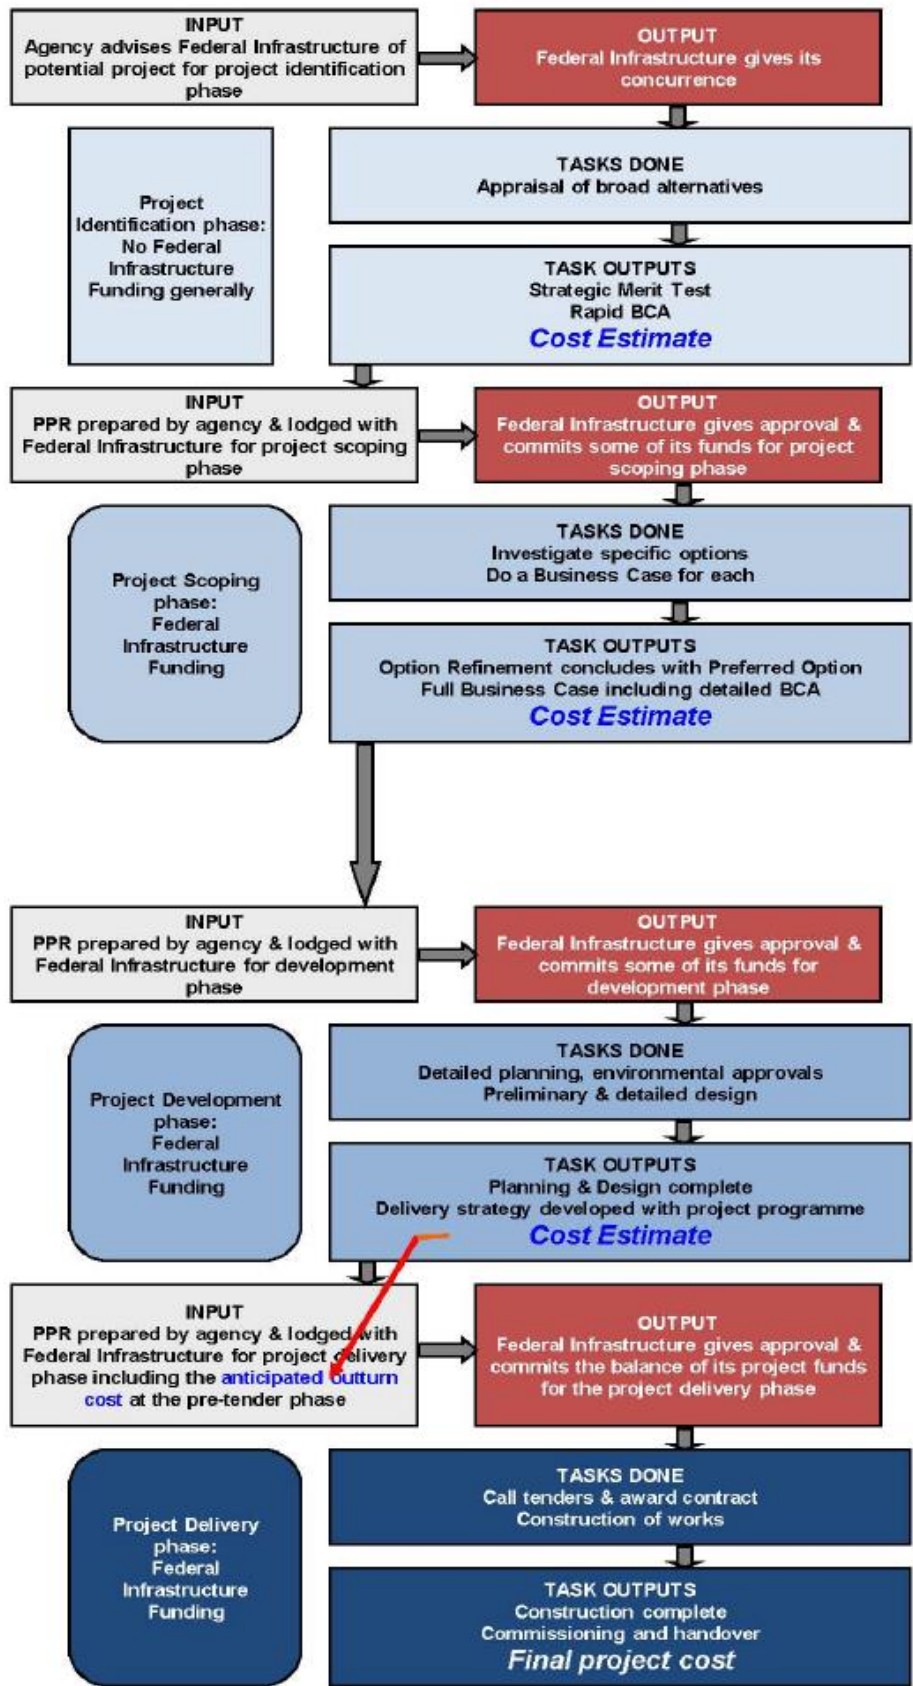 INPUT
Agency advises Federal Infrastructure of
potential project for project identification
phase
OUTPUT
Federal Infrastructure gives its
concurrence
Project
Identification phase:
No Federal
Infrastructure
Funding generally
TASKS DONE
Appraisal of broad alternatives
TASK OUTPUTS
Strategic Merit Test
Rapid BCA
Cost Estimate
INPUT
PPR prepared by agency & lodged with
Federal Infrastructure for project scoping
phase
OUTPUT
Federal Infrastructure gives approval &
commits some of its funds for project
scoping phase
Project Scoping
phase:
Federal
Infrastructure
Funding
TASKS DONE
Investigate specific options
Do a Business Case for each
TASK OUTPUTS
Option Refinement concludes with Preferred Option
Full Business Case including detailed BCA
Cost Estimate
INPUT
PPR prepared by agency & lodged with
Federal Infrastructure for development
phase
OUTPUT
Federal Infrastructure gives approval &
commits some of its funds for
development phase
Project Development
phase:
Federal
Infrastructure
Funding
TASKS DONE
Detailed planning, environmental approvals
Preliminary & detailed design
TASK OUTPUTS
Planning & Design complete
Delivery strategy developed with project programme
Cost Estimate
INPUT
PPR prepared by agency & lodged with
Federal Infrastructure for project delivery
phase including the anticipated outturn
cost at the pre-tender phase
OUTPUT
Federal Infrastructure gives approval &
commits the balance of its project funds
for the project delivery phase
Project Delivery
phase:
Federal
Infrastructure
Funding
TASKS DONE
Call tenders & award contract
Construction of works
TASK OUTPUTS
Construction complete
Commissioning and handover
Final project cost